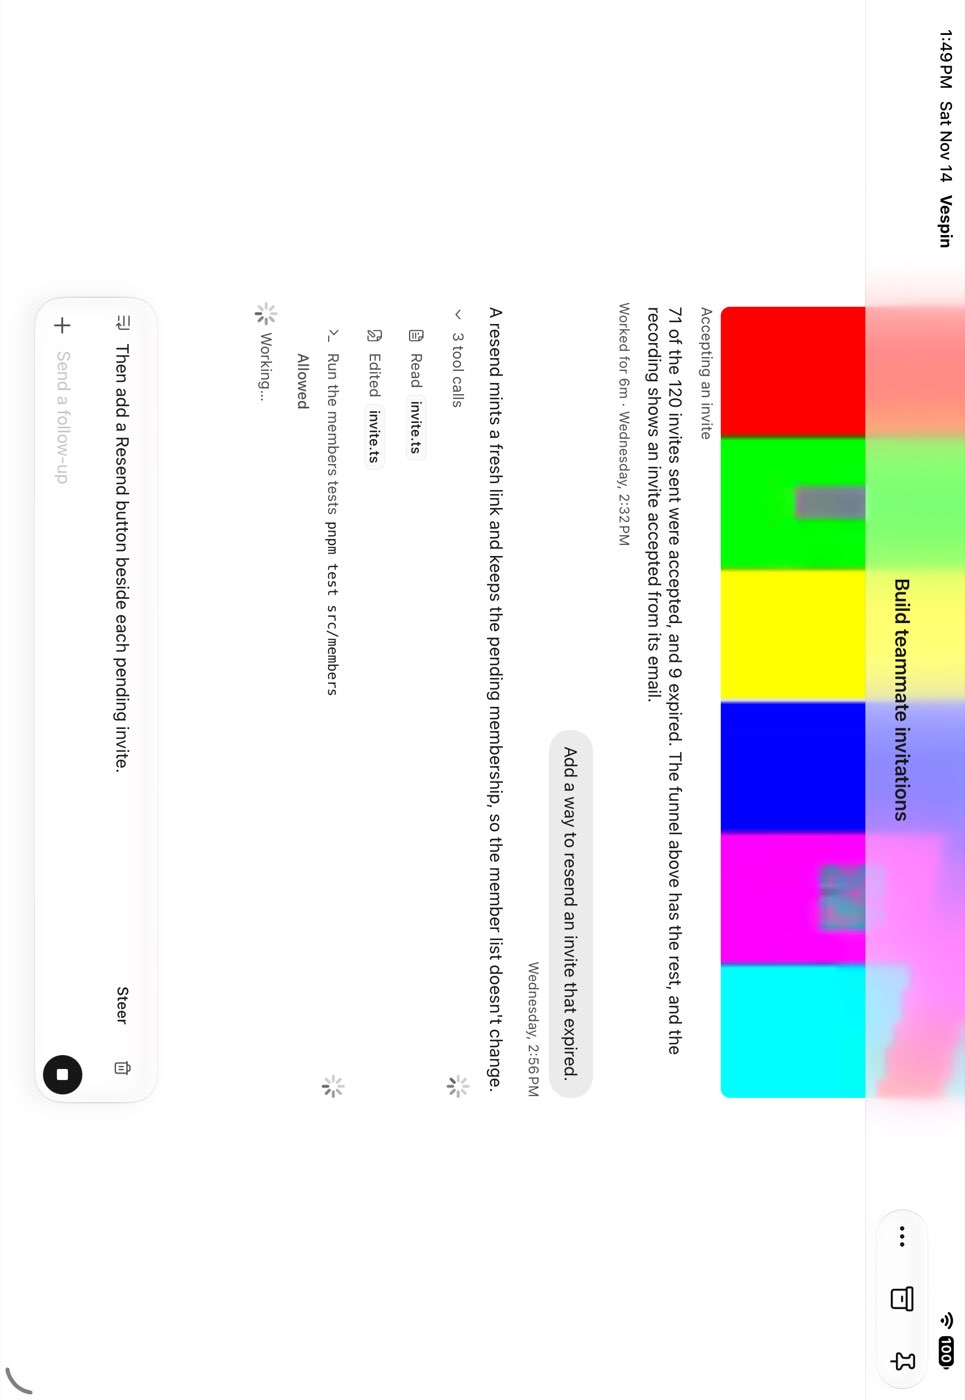 1:49 PM Sat Nov 14 Vespin
100
Build teammate invitations
Accepting an invite
71 of the 120 invites sent were accepted, and 9 expired. The funnel above has the rest, and the
recording shows an invite accepted from its email.
Worked for 6m · Wednesday, 2:32 PM
Add a way to resend an invite that expired.
Wednesday, 2:56 PM
A resend mints a fresh link and keeps the pending membership, so the member list doesn't change.
3 tool calls
Read invite.ts
Edited invite.ts
Run the members tests pnpm test src/members
Allowed
Working...
Then add a Resend button beside each pending invite.
Steer
Send a follow-up